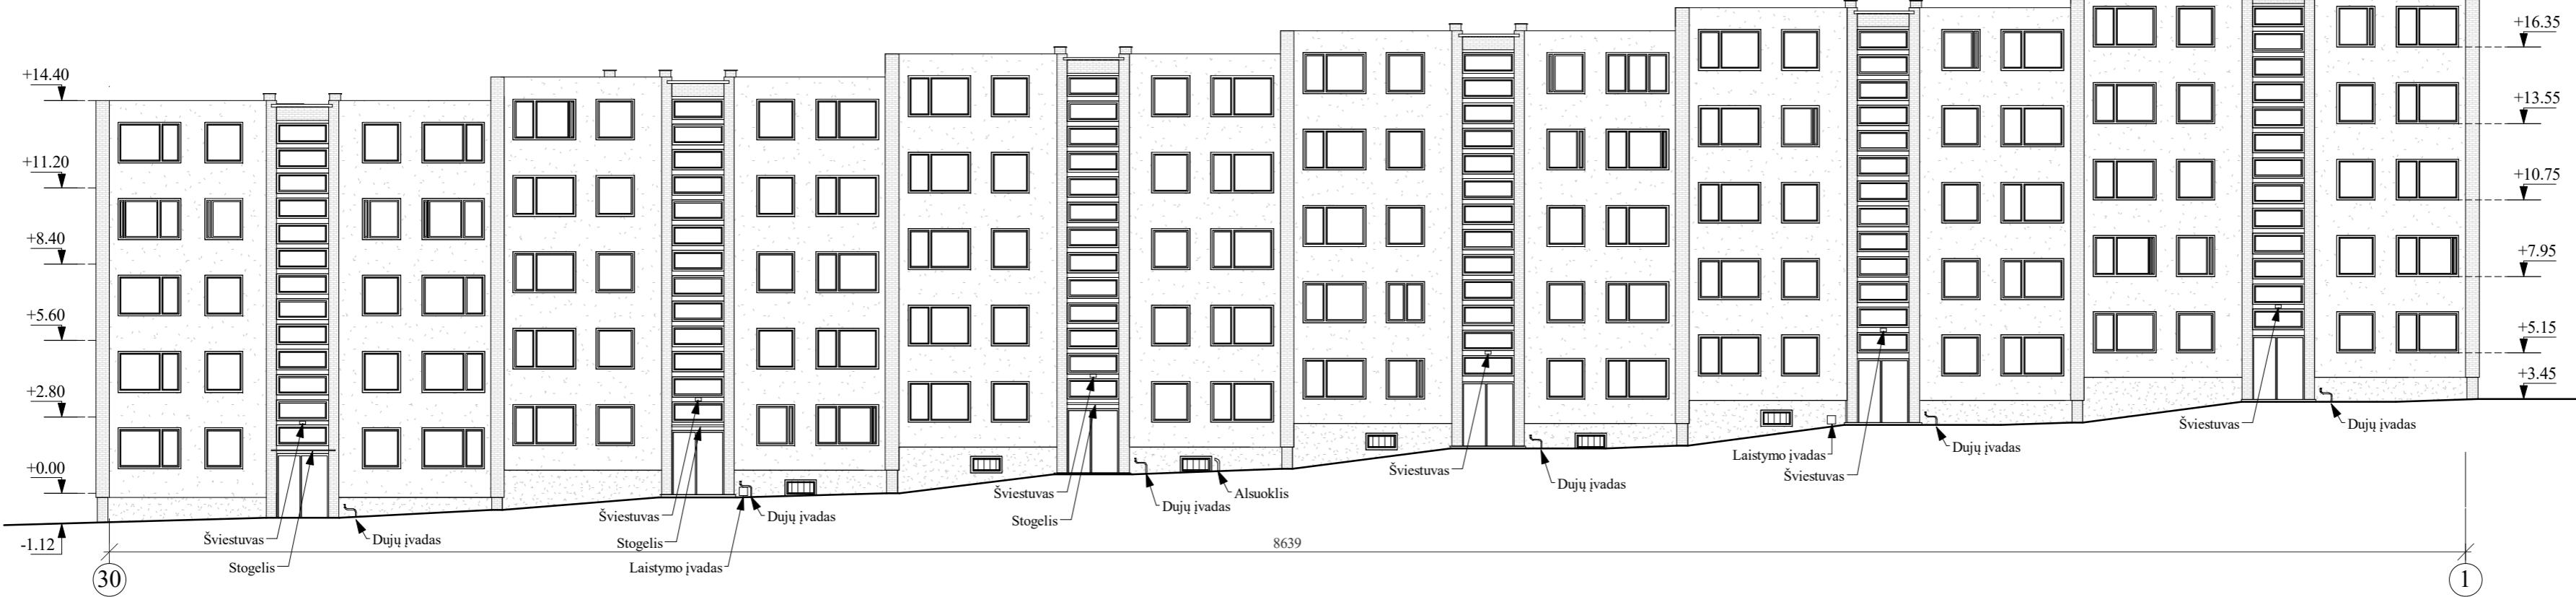 +14.40
+11.20
+8.40
+5.60
+2.80
+0.00
-1.12
+16.35
+13.55
+10.75
+7.95
+5.15
+3.45
Šviestuvas
Stogelis
Dujų įvadas
Šviestuvas
Stogelis
Laistymo įvadas
Dujų įvadas
Šviestuvas
Stogelis
Dujų įvadas
Alsuoklis
Šviestuvas
Dujų įvadas
Laistymo įvadas
Šviestuvas
Dujų įvadas
Šviestuvas
Dujų įvadas
8639
30
1